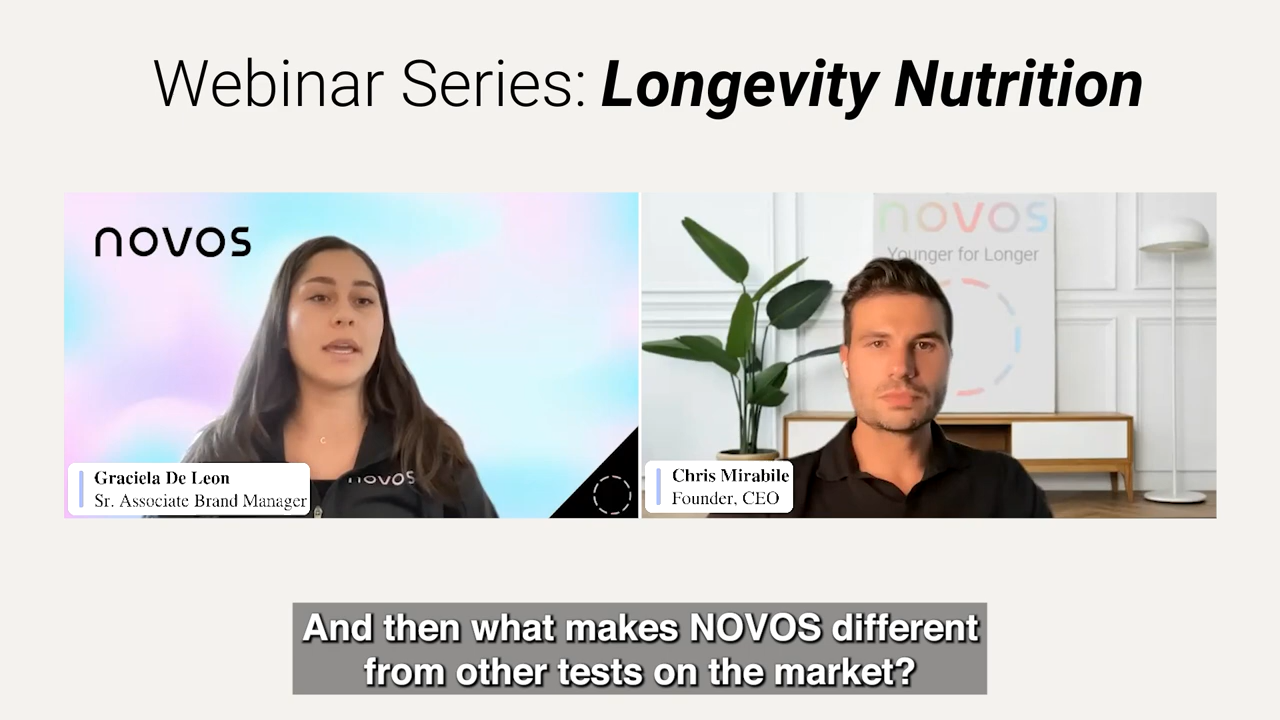 Webinar Series: Longevity Nutrition
novos
novos
Younger for Longer
novos
Graciela De Leon
Sr. Associate Brand Manager
Chris Mirabile
Founder, CEO
And then what makes NOVOS different
from other tests on the market?